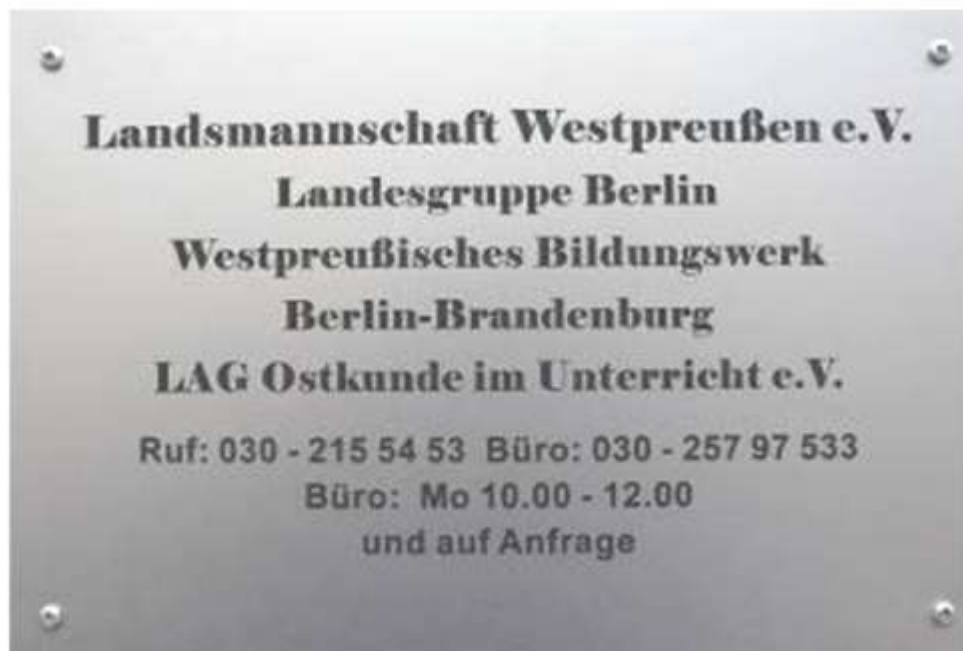 Landsmannschaft Westpreußen e.V.
Landesgruppe Berlin
Westpreußisches Bildungswerk
Berlin-Brandenburg
LAG Ostkunde im Unterricht e.V.
Ruf: 030 - 215 54 53 Büro: 030 - 257 97 533
Büro: Mo 10.00 - 12.00
und auf Anfrage